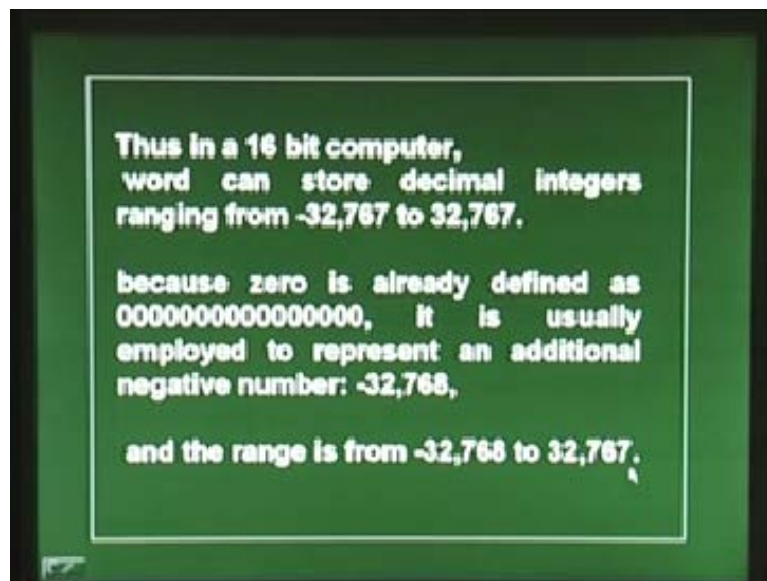 Thus in a 16 bit computer,
word can store decimal integers
ranging from -32,767 to 32,767.
because zero is already defined as
0000000000000000, it is usually
employed to represent an additional
negative number: -32,768,
and the range is from -32,768 to 32,767.